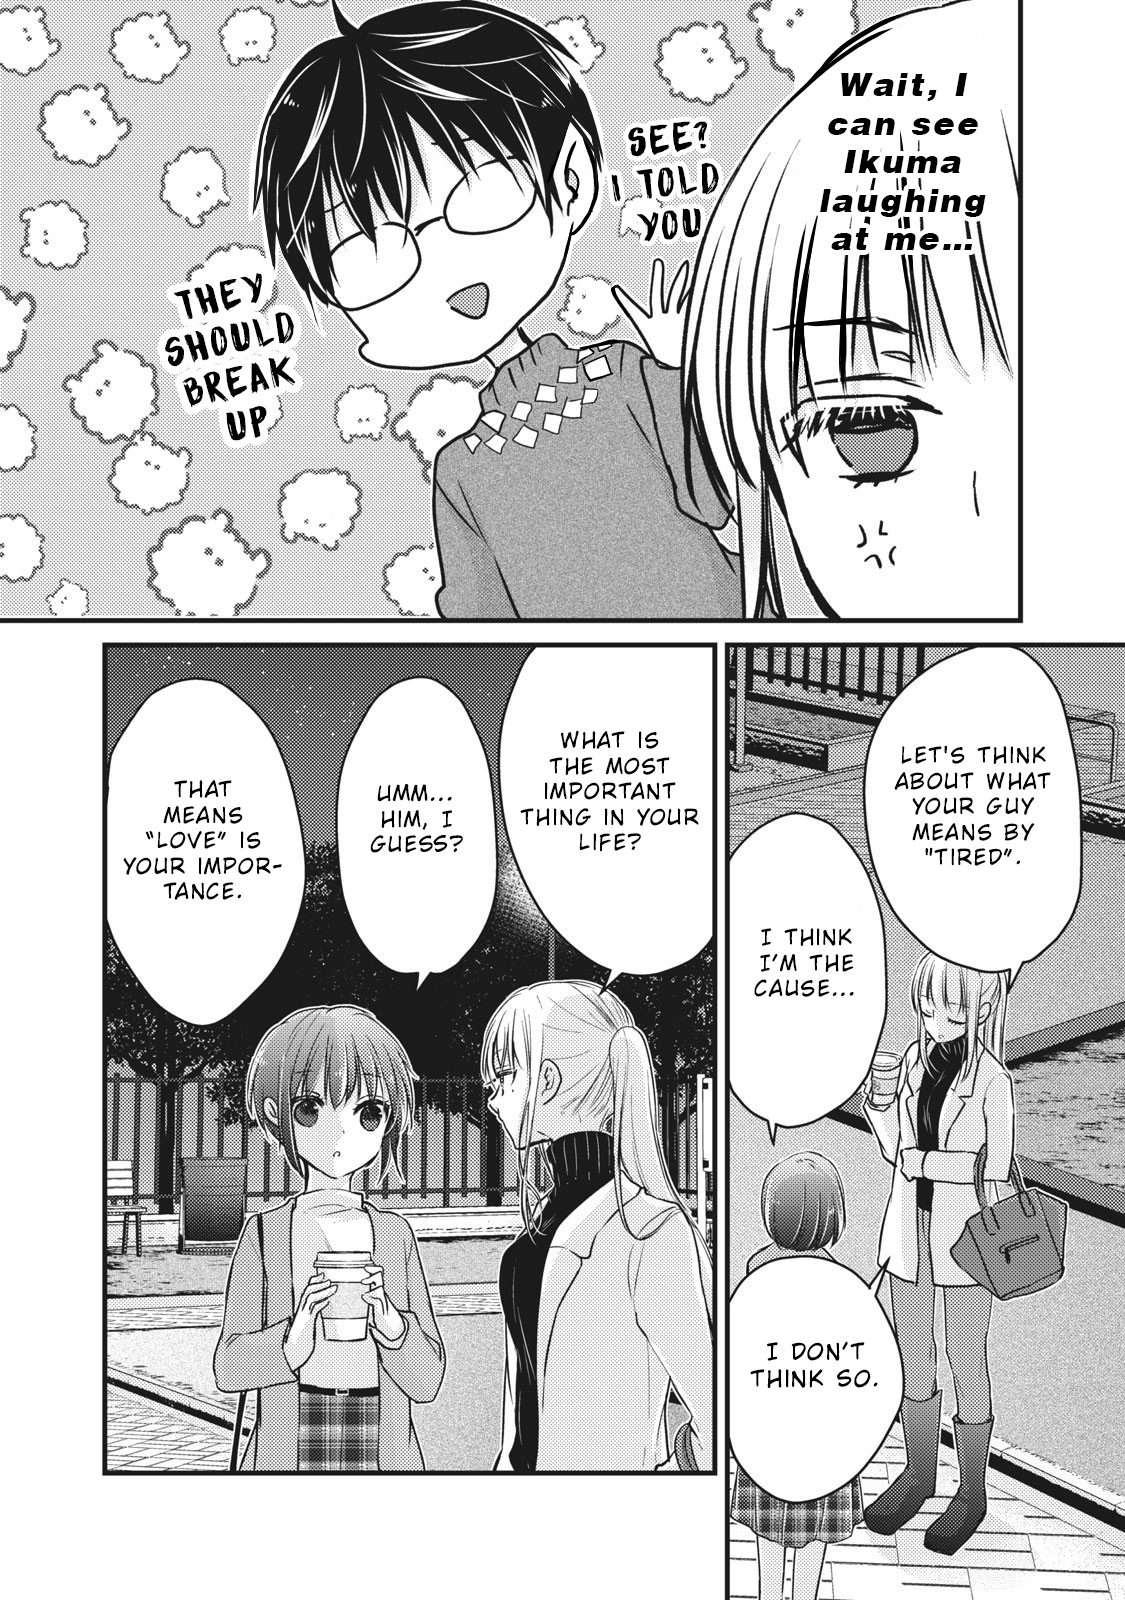 Wait, I
can see
Ikuma
laughing
at me...
SEE?
I TOLD
YOU
THEY
SHOULD
BREAK
UP
LET'S THINK
ABOUT WHAT
YOUR GUY
MEANS BY
"TIRED".
I THINK
I'M THE
CAUSE...
I DON'T
THINK SO.
WHAT IS
THE MOST
IMPORTANT
THING IN YOUR
LIFE?
UMM...
HIM, I
GUESS?
THAT
MEANS
"LOVE" IS
YOUR IMPOR-
TANCE.